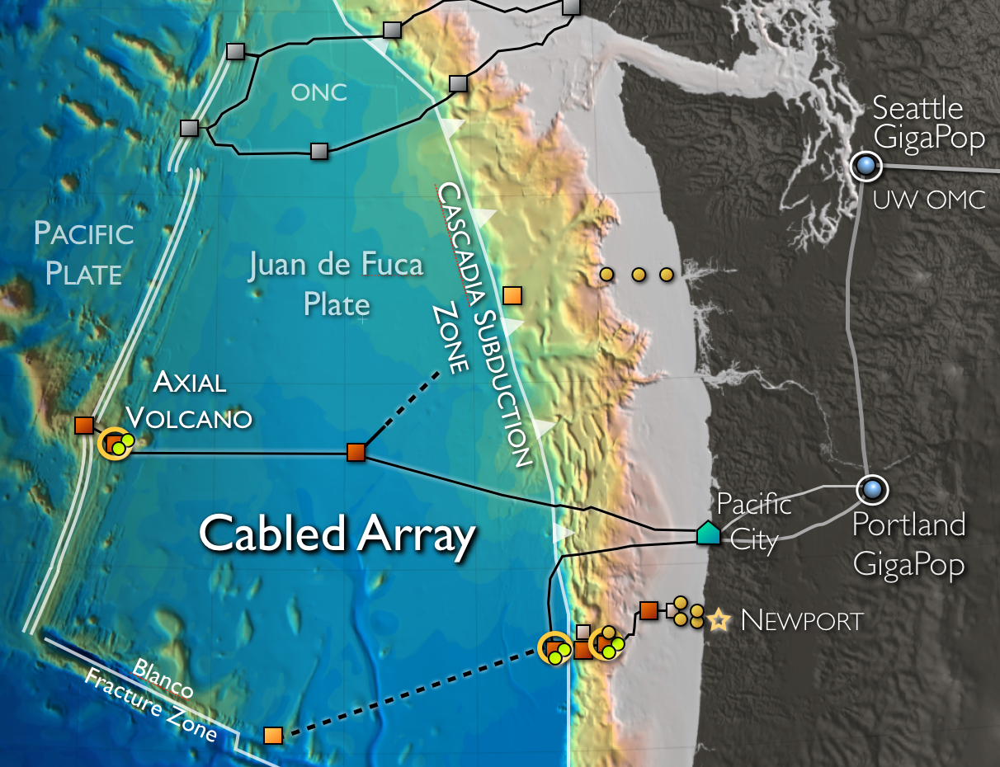 ONC
Seattle
GigaPop
UW OMC
PACIFIC
PLATE
Juan de Fuca
Plate
CASCADIA SUBDUCTION
ZONE
AXIAL
VOLCANO
Cabled Array
Pacific
City
Portland
GigaPop
NEWPORT
Blanco
Fracture Zone